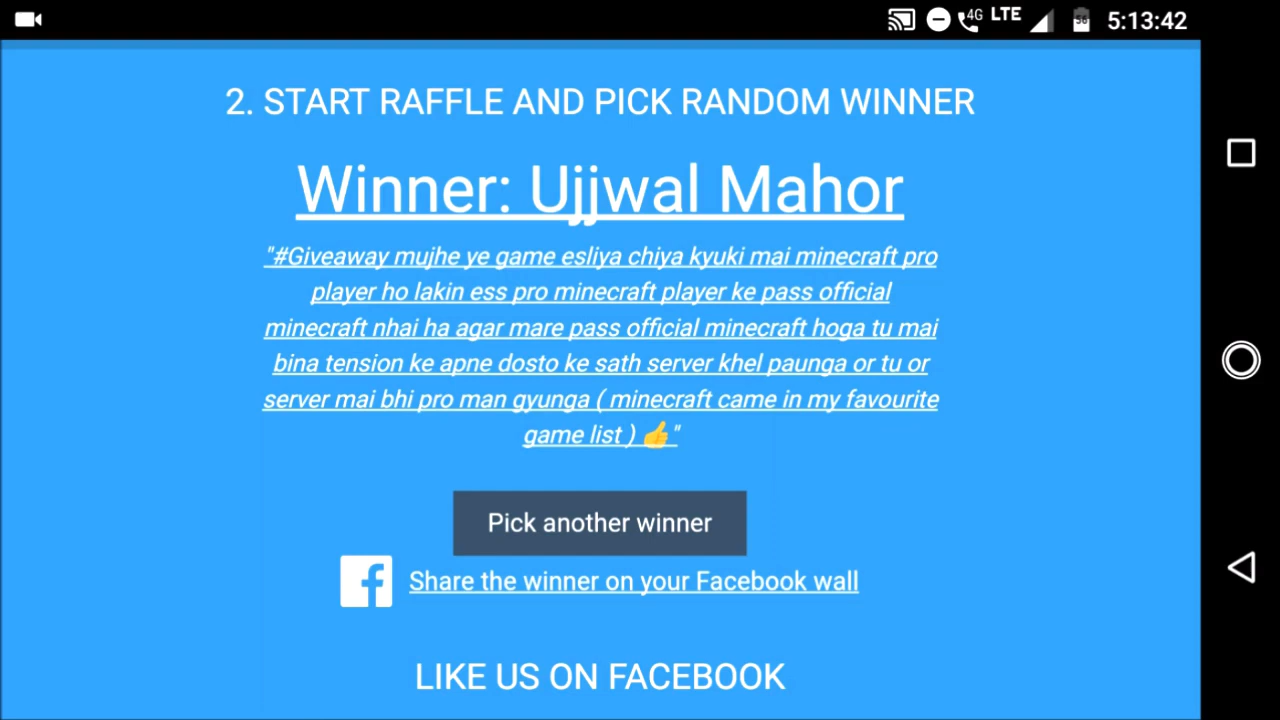 4G LTE 5:13:42
2. START RAFFLE AND PICK RANDOM WINNER
Winner: Ujjwal Mahor
"#Giveaway mujhe ye game esliya chiya kyuki mai minecraft pro
player ho lakin ess pro minecraft player ke pass official
minecraft nhai ha agar mare pass official minecraft hoga tu mai
bina tension ke apne dosto ke sath server khel paunga or tu or
server mai bhi pro man gyunga ( minecraft came in my favourite
game list ) 👍"
Pick another winner
Share the winner on your Facebook wall
LIKE US ON FACEBOOK